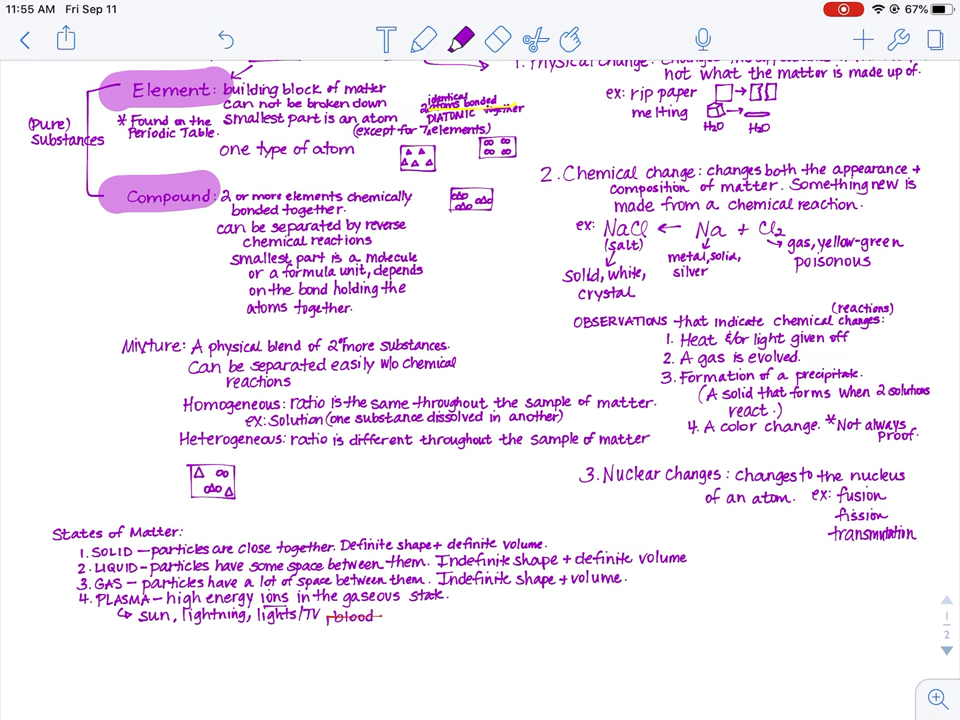 11:55 AM Fri Sep 11
67%
T
Element: building block of matter
can not be broken down
smallest part is an atom
(except for 7 elements)
* Found on the
Periodic Table.
one type of atom
identical
2 atoms bonded
DIATOMIC together
(Pure)
Substances
Compound: 2 or more elements chemically
bonded together.
can be separated by reverse
chemical reactions
smallest part is a molecule
or a formula unit, depends
on the bond holding the
atoms together.
Mixture: A physical blend of 2 or more substances.
Can be separated easily w/o chemical
reactions
Homogeneous: ratio is the same throughout the sample of matter.
ex: Solution (one substance dissolved in another)
Heterogeneous: ratio is different throughout the sample of matter
States of Matter:
1. SOLID – particles are close together. Definite shape + definite volume.
2. LIQUID – particles have some space between them. Indefinite shape + definite volume
3. GAS – particles have a lot of space between them. Indefinite shape + volume.
4. PLASMA – high energy ions in the gaseous state.
↳ sun, lightning, lights/TV, blood
1. Physical change:
not what the matter is made up of.
ex: rip paper
melting
H2O H2O
2. Chemical change: changes both the appearance +
composition of matter. Something new is
made from a chemical reaction.
ex: NaCl ← Na + Cl2
(salt)
solid, white,
crystal
metal, solid,
silver
gas, yellow-green
poisonous
(reactions)
OBSERVATIONS that indicate chemical changes:
1. Heat &/or light given off
2. A gas is evolved.
3. Formation of a precipitate.
(A solid that forms when 2 solutions
react.)
4. A color change. *Not always
proof.
3. Nuclear changes: changes to the nucleus
of an atom. ex: fusion
fission
transmutation
1
2